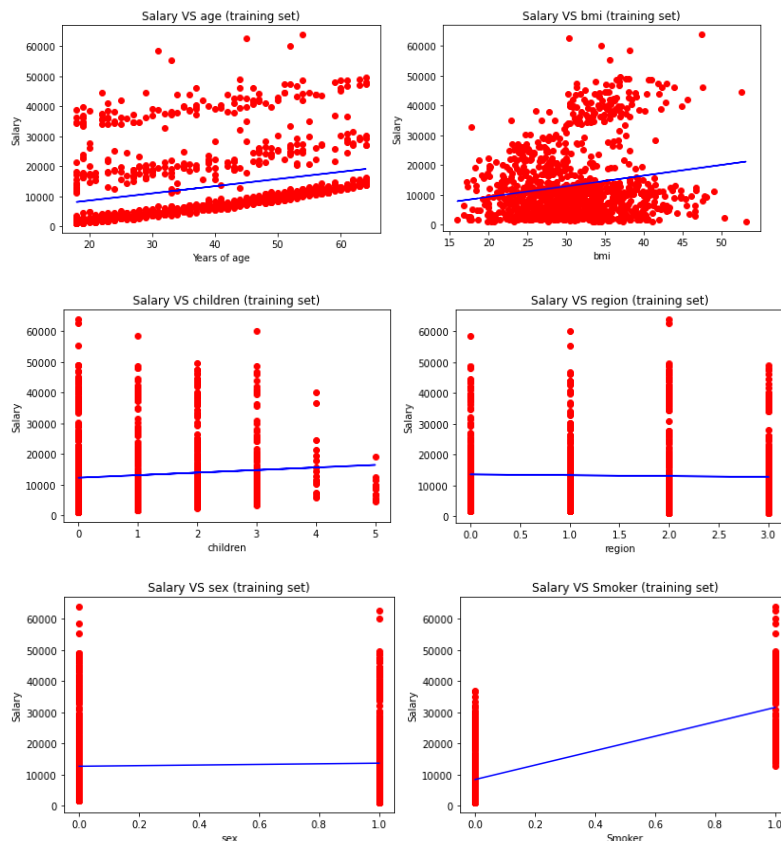 Salary VS age (training set)
60000
50000
40000
30000
20000
10000
0
Salary
20 30 40 50 60
Years of age
Salary VS bmi (training set)
60000
50000
40000
30000
20000
10000
0
Salary
15 20 25 30 35 40 45 50
bmi
Salary VS children (training set)
60000
50000
40000
30000
20000
10000
0
Salary
0 1 2 3 4 5
children
Salary VS region (training set)
60000
50000
40000
30000
20000
10000
0
Salary
0.0 0.5 1.0 1.5 2.0 2.5 3.0
region
Salary VS sex (training set)
60000
50000
40000
30000
20000
10000
0
Salary
0.0 0.2 0.4 0.6 0.8 1.0
sex
Salary VS Smoker (training set)
60000
50000
40000
30000
20000
10000
0
Salary
0.0 0.2 0.4 0.6 0.8 1.0
Smoker